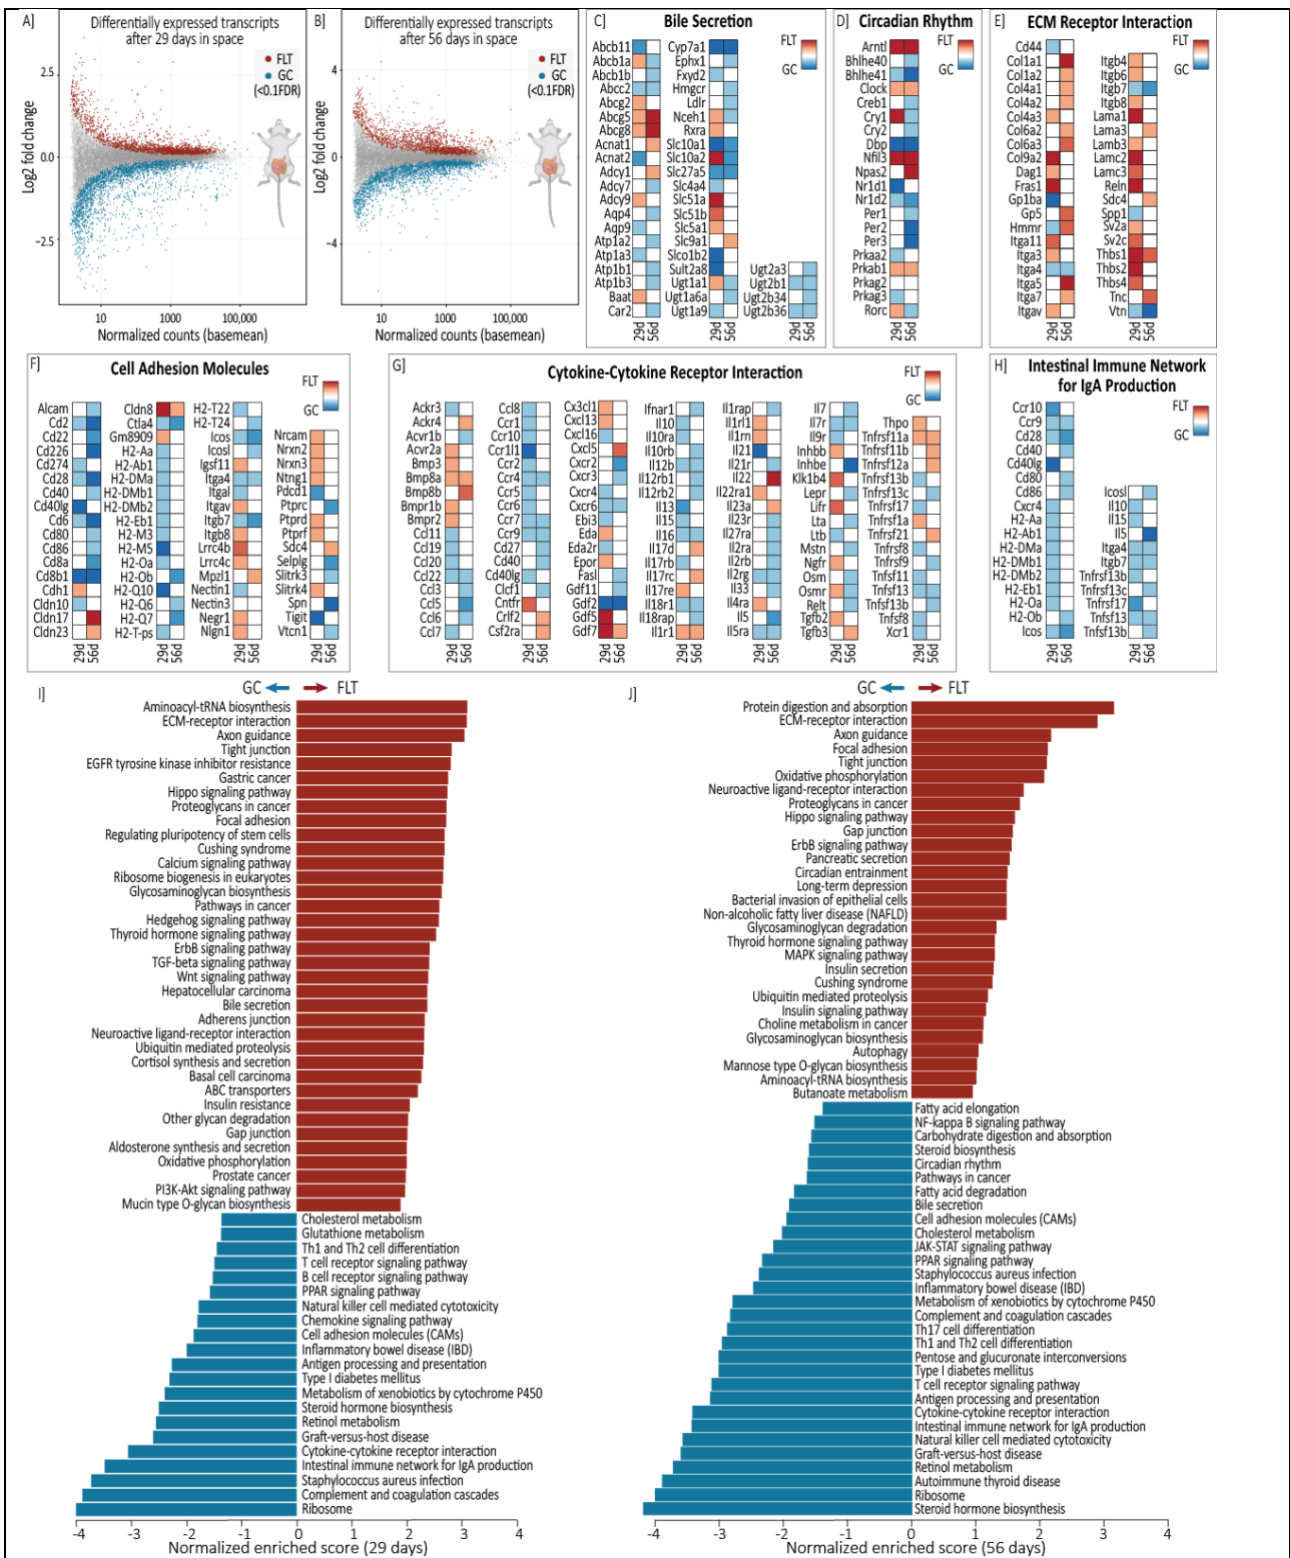 A]
Differentially expressed transcripts
after 29 days in space
FLT
GC
(<0.1FDR)
2.5
0.0
−2.5
Log2 fold change
10
1000
100,000
Normalized counts (basemean)
B]
Differentially expressed transcripts
after 56 days in space
FLT
GC
(<0.1FDR)
4
0
−4
Log2 fold change
10
1000
100,000
Normalized counts (basemean)
C]
Bile Secretion
FLT
GC
Abcb11
Abcb1a
Abcb1b
Abcc2
Abcg2
Abcg5
Abcg8
Acnat1
Acnat2
Adcy1
Adcy7
Adcy9
Aqp4
Aqp9
Atp1a2
Atp1a3
Atp1b1
Atp1b3
Baat
Car2
29d
56d
Cyp7a1
Ephx1
Fxyd2
Hmgcr
Ldlr
Nceh1
Rxra
Slc10a1
Slc10a2
Slc27a5
Slc4a4
Slc51a
Slc51b
Slc5a1
Slc9a1
Slco1b2
Sult2a8
Ugt1a1
Ugt1a6a
Ugt1a9
29d
56d
Ugt2a3
Ugt2b1
Ugt2b34
Ugt2b36
29d
56d
D]
Circadian Rhythm
FLT
GC
Arntl
Bhlhe40
Bhlhe41
Clock
Creb1
Cry1
Cry2
Dbp
Nfil3
Npas2
Nr1d1
Nr1d2
Per1
Per2
Per3
Prkaa2
Prkab1
Prkag2
Prkag3
Rorc
29d
56d
E]
ECM Receptor Interaction
FLT
GC
Cd44
Col1a1
Col1a2
Col4a1
Col4a2
Col4a3
Col6a2
Col6a3
Col9a2
Dag1
Fras1
Gp1ba
Gp5
Hmmr
Itga11
Itga3
Itga4
Itga5
Itga7
Itgav
29d
56d
Itgb4
Itgb6
Itgb7
Itgb8
Lama1
Lama3
Lamb3
Lamc2
Lamc3
Reln
Sdc4
Spp1
Sv2a
Sv2c
Thbs1
Thbs2
Thbs4
Tnc
Vtn
29d
56d
F]
Cell Adhesion Molecules
FLT
GC
Alcam
Cd2
Cd22
Cd226
Cd274
Cd28
Cd40
Cd40lg
Cd6
Cd80
Cd86
Cd8a
Cd8b1
Cdh1
Cldn10
Cldn17
Cldn23
29d
56d
Cldn8
Ctla4
Gm8909
H2-Aa
H2-Ab1
H2-DMa
H2-DMb1
H2-DMb2
H2-Eb1
H2-M3
H2-M5
H2-Oa
H2-Ob
H2-Q10
H2-Q6
H2-Q7
H2-T-ps
29d
56d
H2-T22
H2-T24
Icos
Icosl
Igsf11
Itga4
Itgal
Itgav
Itgb7
Itgb8
Lrrc4b
Lrrc4c
Mpzl1
Nectin1
Nectin3
Negr1
Nlgn1
29d
56d
Nrcam
Nrxn2
Nrxn3
Ntng1
Pdcd1
Ptprc
Ptprd
Ptprf
Sdc4
Selplg
Slitrk3
Slitrk4
Spn
Tigit
Vtcn1
29d
56d
G]
Cytokine-Cytokine Receptor Interaction
FLT
GC
Ackr3
Ackr4
Acvr1b
Acvr2a
Bmp3
Bmp8a
Bmp8b
Bmpr1b
Bmpr2
Ccl11
Ccl19
Ccl20
Ccl22
Ccl3
Ccl5
Ccl6
Ccl7
29d
56d
Ccl8
Ccr1
Ccr10
Ccr1l1
Ccr2
Ccr4
Ccr5
Ccr6
Ccr7
Ccr9
Cd27
Cd40
Cd40lg
Clcf1
Cntfr
Crlf2
Csf2ra
29d
56d
Cx3cl1
Cxcl13
Cxcl16
Cxcl5
Cxcr2
Cxcr3
Cxcr4
Cxcr6
Ebi3
Eda
Eda2r
Epor
Fasl
Gdf11
Gdf2
Gdf5
Gdf7
29d
56d
Ifnar1
Il10
Il10ra
Il10rb
Il12b
Il12rb1
Il12rb2
Il13
Il15
Il16
Il17d
Il17rb
Il17rc
Il17re
Il18r1
Il18rap
Il1r1
29d
56d
Il1rap
Il1rl1
Il1rn
Il21
Il21r
Il22
Il22ra1
Il23a
Il23r
Il27ra
Il2ra
Il2rb
Il2rg
Il33
Il4ra
Il5
Il5ra
29d
56d
Il7
Il7r
Il9r
Inhbb
Inhbe
Klk1b4
Lepr
Lifr
Lta
Ltb
Mstn
Ngfr
Osm
Osmr
Relt
Tgfb2
Tgfb3
29d
56d
Thpo
Tnfrsf11a
Tnfrsf11b
Tnfrsf12a
Tnfrsf13b
Tnfrsf13c
Tnfrsf17
Tnfrsf1a
Tnfrsf21
Tnfrsf8
Tnfrsf9
Tnfsf11
Tnfsf13
Tnfsf13b
Tnfsf8
Xcr1
29d
56d
H]
Intestinal Immune Network
for IgA Production
FLT
GC
Ccr10
Ccr9
Cd28
Cd40
Cd40lg
Cd80
Cd86
Cxcr4
H2-Aa
H2-Ab1
H2-DMa
H2-DMb1
H2-DMb2
H2-Eb1
H2-Oa
H2-Ob
Icos
29d
56d
Icosl
Il10
Il15
Il5
Itga4
Itgb7
Tnfrsf13b
Tnfrsf13c
Tnfrsf17
Tnfsf13
Tnfsf13b
29d
56d
I]
GC
FLT
Aminoacyl-tRNA biosynthesis
ECM-receptor interaction
Axon guidance
Tight junction
EGFR tyrosine kinase inhibitor resistance
Gastric cancer
Hippo signaling pathway
Proteoglycans in cancer
Focal adhesion
Regulating pluripotency of stem cells
Cushing syndrome
Calcium signaling pathway
Ribosome biogenesis in eukaryotes
Glycosaminoglycan biosynthesis
Pathways in cancer
Hedgehog signaling pathway
Thyroid hormone signaling pathway
ErbB signaling pathway
TGF-beta signaling pathway
Wnt signaling pathway
Hepatocellular carcinoma
Bile secretion
Adherens junction
Neuroactive ligand-receptor interaction
Ubiquitin mediated proteolysis
Cortisol synthesis and secretion
Basal cell carcinoma
ABC transporters
Insulin resistance
Other glycan degradation
Gap junction
Aldosterone synthesis and secretion
Oxidative phosphorylation
Prostate cancer
PI3K-Akt signaling pathway
Mucin type O-glycan biosynthesis
Cholesterol metabolism
Glutathione metabolism
Th1 and Th2 cell differentiation
T cell receptor signaling pathway
B cell receptor signaling pathway
PPAR signaling pathway
Natural killer cell mediated cytotoxicity
Chemokine signaling pathway
Cell adhesion molecules (CAMs)
Inflammatory bowel disease (IBD)
Antigen processing and presentation
Type I diabetes mellitus
Metabolism of xenobiotics by cytochrome P450
Steroid hormone biosynthesis
Retinol metabolism
Graft-versus-host disease
Cytokine-cytokine receptor interaction
Intestinal immune network for IgA production
Staphylococcus aureus infection
Complement and coagulation cascades
Ribosome
-4 -3 -2 -1 0 1 2 3 4
Normalized enriched score (29 days)
J]
GC
FLT
Protein digestion and absorption
ECM-receptor interaction
Axon guidance
Focal adhesion
Tight junction
Oxidative phosphorylation
Neuroactive ligand-receptor interaction
Proteoglycans in cancer
Hippo signaling pathway
Gap junction
ErbB signaling pathway
Pancreatic secretion
Circadian entrainment
Long-term depression
Bacterial invasion of epithelial cells
Non-alcoholic fatty liver disease (NAFLD)
Glycosaminoglycan degradation
Thyroid hormone signaling pathway
MAPK signaling pathway
Insulin secretion
Cushing syndrome
Ubiquitin mediated proteolysis
Insulin signaling pathway
Choline metabolism in cancer
Glycosaminoglycan biosynthesis
Autophagy
Mannose type O-glycan biosynthesis
Aminoacyl-tRNA biosynthesis
Butanoate metabolism
Fatty acid elongation
NF-kappa B signaling pathway
Carbohydrate digestion and absorption
Steroid biosynthesis
Circadian rhythm
Pathways in cancer
Fatty acid degradation
Bile secretion
Cell adhesion molecules (CAMs)
Cholesterol metabolism
JAK-STAT signaling pathway
PPAR signaling pathway
Staphylococcus aureus infection
Inflammatory bowel disease (IBD)
Metabolism of xenobiotics by cytochrome P450
Complement and coagulation cascades
Th17 cell differentiation
Th1 and Th2 cell differentiation
Pentose and glucuronate interconversions
Type I diabetes mellitus
T cell receptor signaling pathway
Antigen processing and presentation
Cytokine-cytokine receptor interaction
Intestinal immune network for IgA production
Natural killer cell mediated cytotoxicity
Graft-versus-host disease
Retinol metabolism
Autoimmune thyroid disease
Ribosome
Steroid hormone biosynthesis
-4 -3 -2 -1 0 1 2 3 4
Normalized enriched score (56 days)